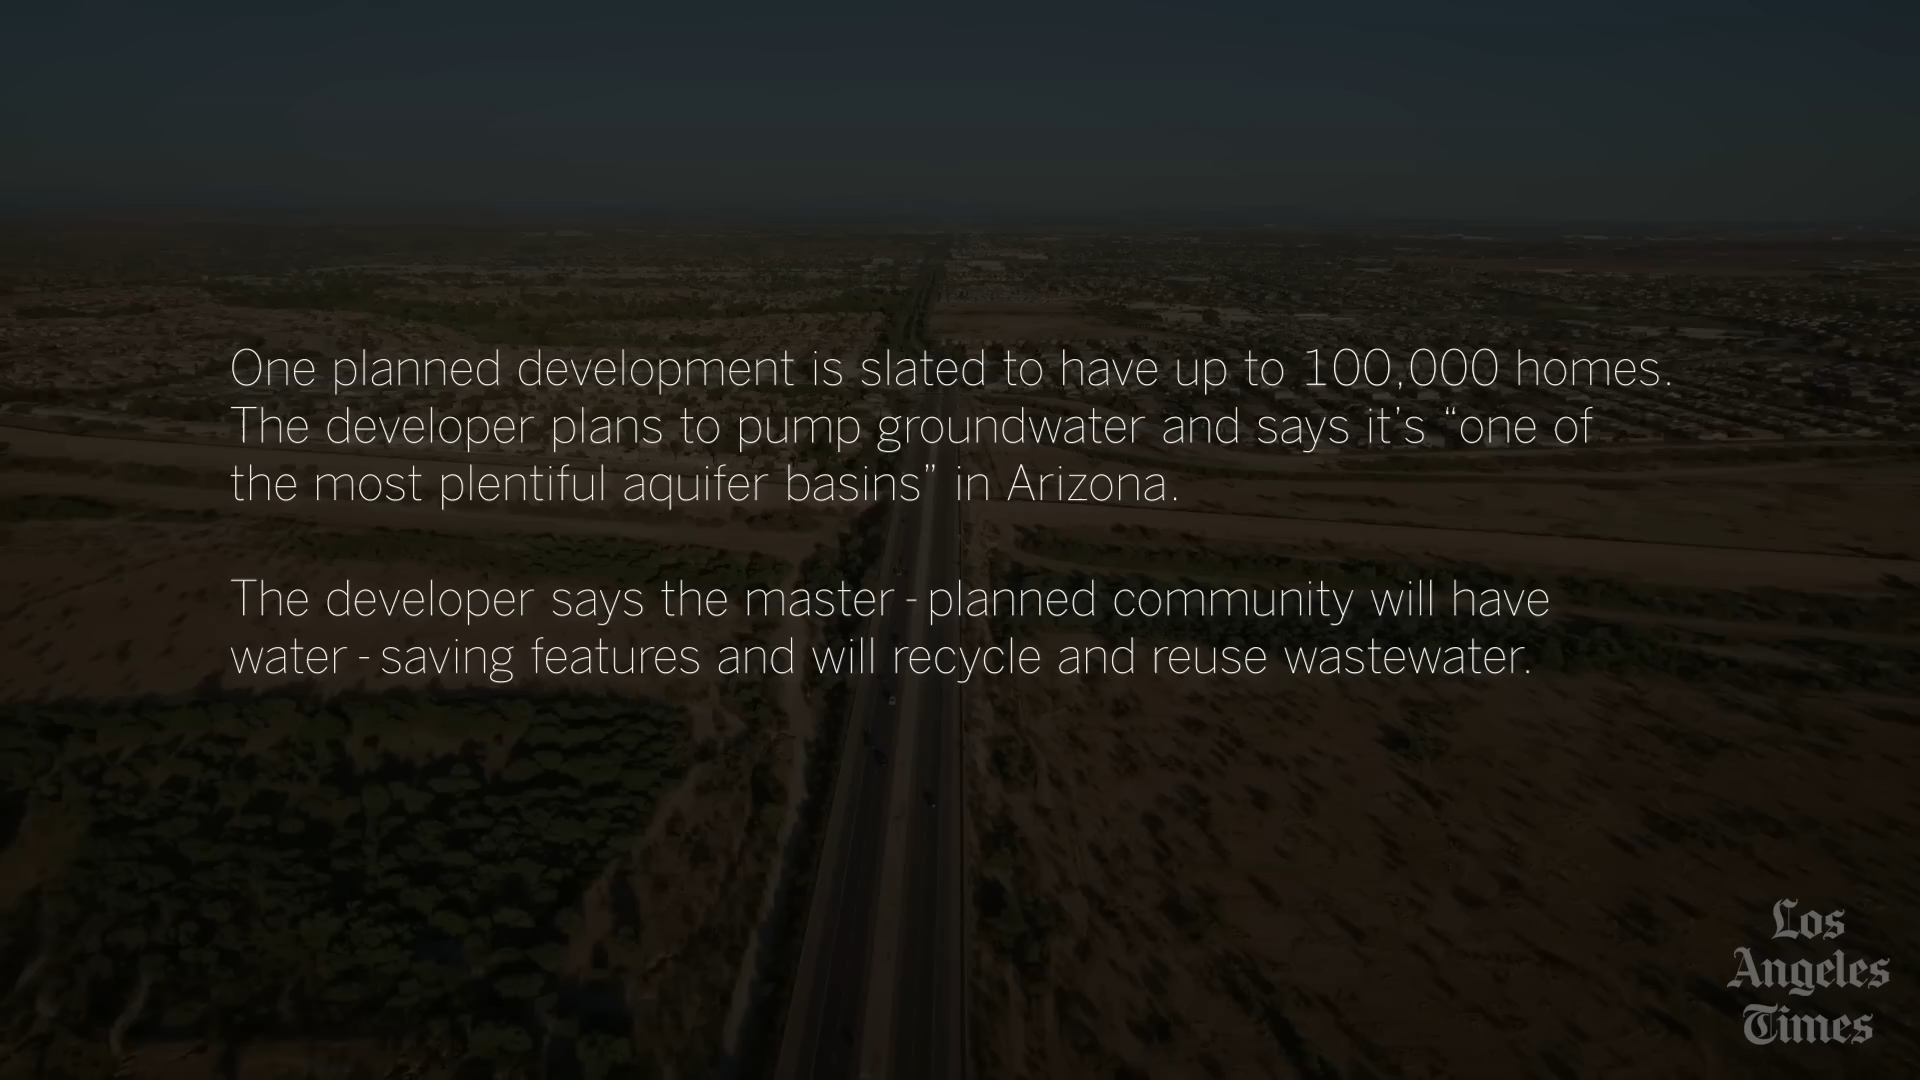 One planned development is slated to have up to 100,000 homes.
The developer plans to pump groundwater and says it's “one of
the most plentiful aquifer basins” in Arizona.
The developer says the master-planned community will have
water-saving features and will recycle and reuse wastewater.
Los
Angeles
Times